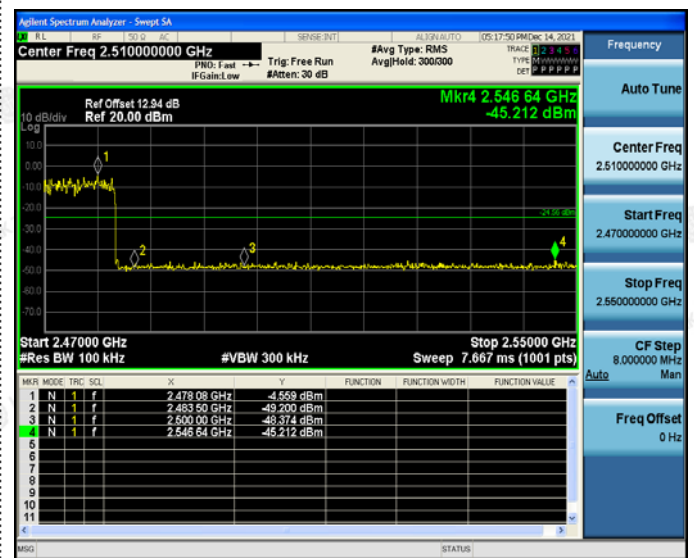 Agilent Spectrum Analyzer - Swept SA
RL RF 50 Ω AC SENSE:INT ALIGNAUTO 05:17:50 PM Dec 14, 2021
Center Freq 2.510000000 GHz #Avg Type: RMS TRACE 1 2 3 4 5 6
PNO: Fast Trig: Free Run Avg|Hold: 300/300 TYPE M
IFGain:Low #Atten: 30 dB DET P P P P P P
Mkr4 2.546 64 GHz
-45.212 dBm
Ref Offset 12.94 dB
10 dB/div Ref 20.00 dBm
Log
10.0
0.00
-10.0
-20.0
-30.0
-40.0
-50.0
-60.0
-70.0
1
2
3
4
-24.56 dBm
Start 2.47000 GHz Stop 2.55000 GHz
#Res BW 100 kHz #VBW 300 kHz Sweep 7.667 ms (1001 pts)
MKR MODE TRC SCL X Y FUNCTION FUNCTION WIDTH FUNCTION VALUE
1 N 1 f 2.478 08 GHz -4.559 dBm
2 N 1 f 2.483 50 GHz -49.200 dBm
3 N 1 f 2.500 00 GHz -48.374 dBm
4 N 1 f 2.546 64 GHz -45.212 dBm
5
6
7
8
9
10
11
MSG STATUS
Frequency
Auto Tune
Center Freq
2.510000000 GHz
Start Freq
2.470000000 GHz
Stop Freq
2.550000000 GHz
CF Step
8.000000 MHz
Auto Man
Freq Offset
0 Hz